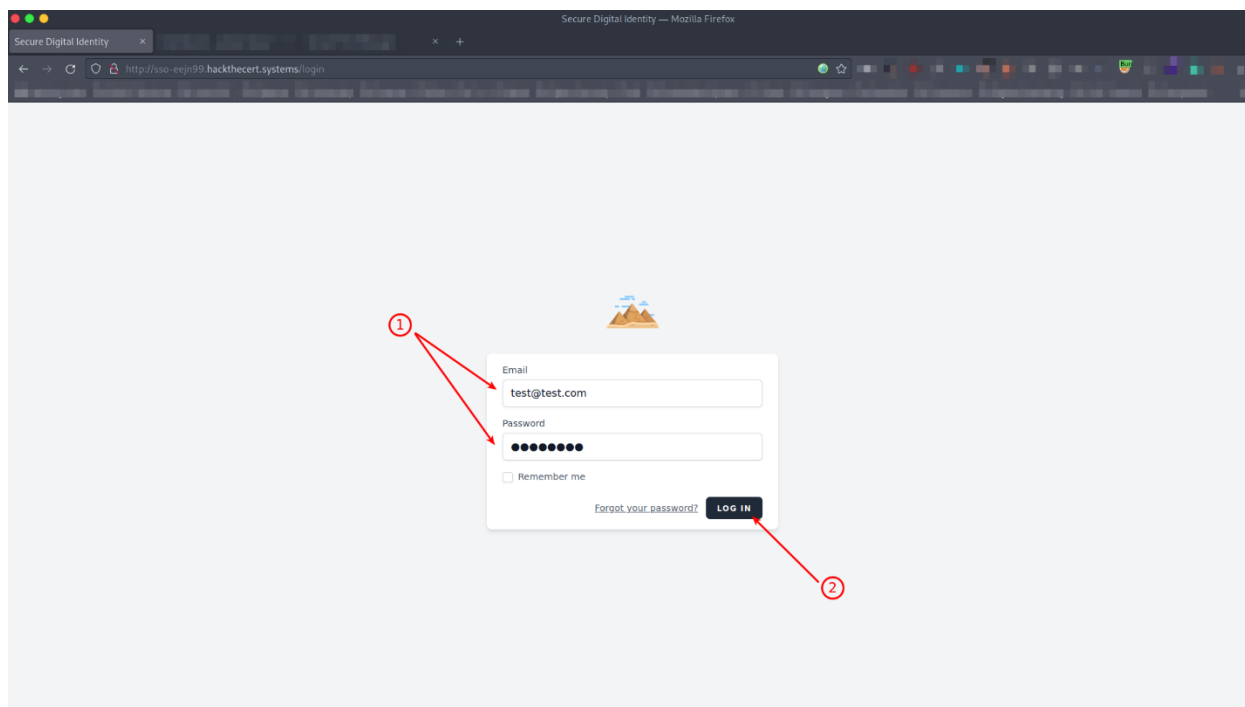 Secure Digital Identity — Mozilla Firefox
Secure Digital Identity × × +
http://sso-eejn99.hackthecert.systems/login
Bur
1
Email
test@test.com
Password
●●●●●●●●
Remember me
Forgot your password? LOG IN
2